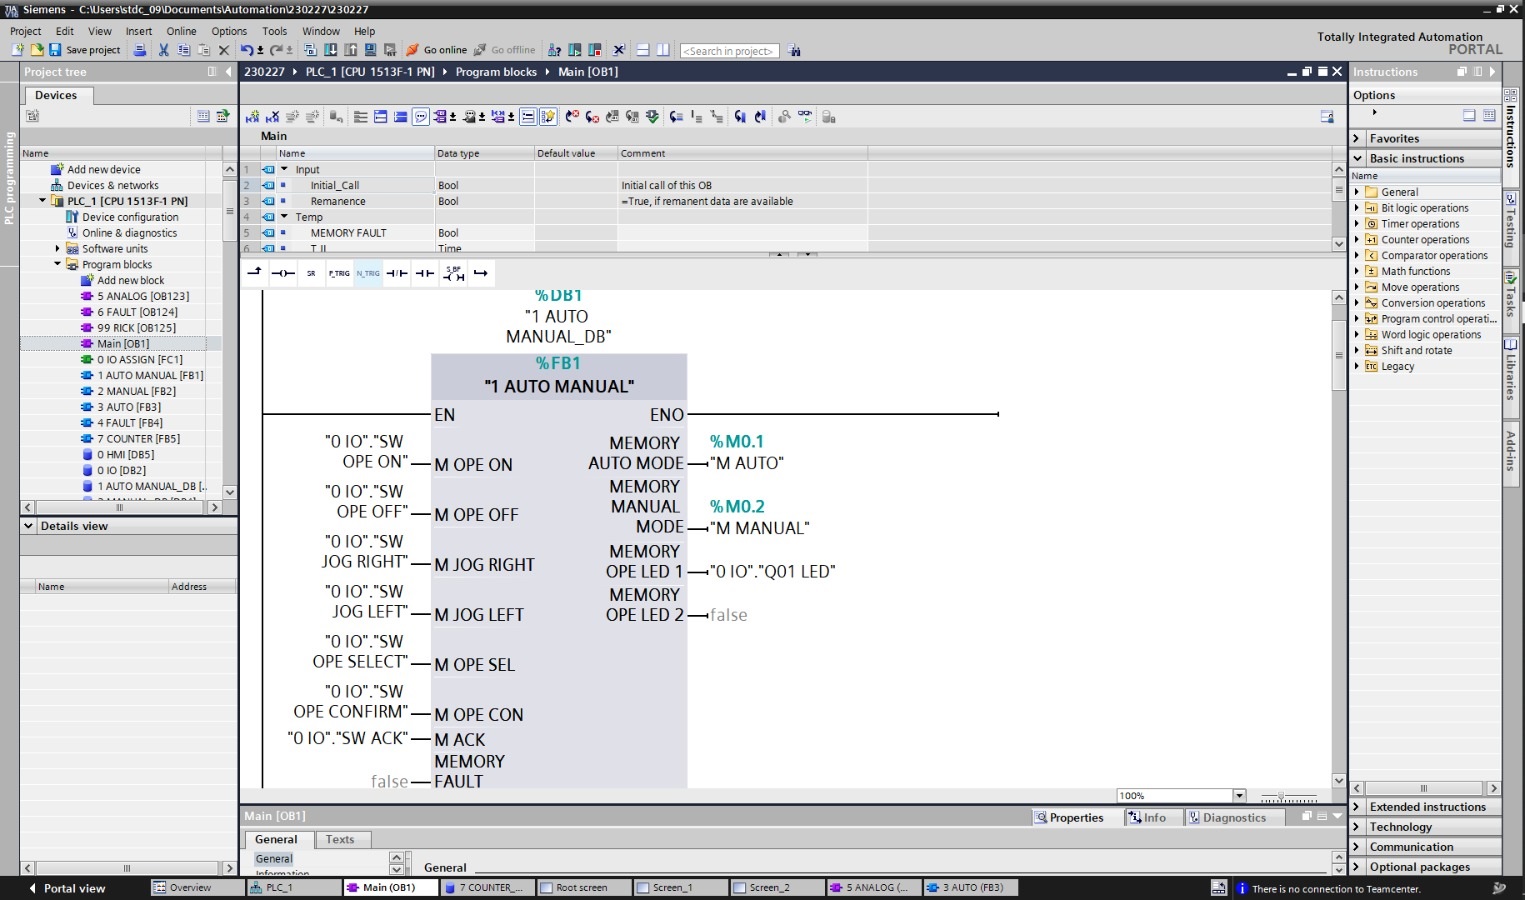 Siemens - C:\Users\stdc_09\Documents\Automation\230227\230227
Project Edit View Insert Online Options Tools Window Help
Totally Integrated Automation
PORTAL
Save project
Go online
Go offline
<Search in project>
Project tree
230227 PLC_1 [CPU 1513F-1 PN] Program blocks Main [OB1]
Instructions
Devices
Options
PLC programming
Main
Name
Add new device
Devices & networks
PLC_1 [CPU 1513F-1 PN]
Device configuration
Online & diagnostics
Software units
Program blocks
Add new block
5 ANALOG [OB123]
6 FAULT [OB124]
99 RICK [OB125]
Main [OB1]
0 IO ASSIGN [FC1]
1 AUTO MANUAL [FB1]
2 MANUAL [FB2]
3 AUTO [FB3]
4 FAULT [FB4]
7 COUNTER [FB5]
0 HMI [DB5]
0 IO [DB2]
1 AUTO MANUAL_DB [..
Details view
Name Address
Name Data type Default value Comment
1 Input
2 Initial_Call Bool Initial call of this OB
3 Remanence Bool =True, if remanent data are available
4 Temp
5 MEMORY FAULT Bool
6 T_II Time
SR P_TRIG N_TRIG S_BF
%DB1
"1 AUTO
MANUAL_DB"
%FB1
"1 AUTO MANUAL"
EN ENO
"0 IO"."SW
OPE ON" M OPE ON
"0 IO"."SW
OPE OFF" M OPE OFF
"0 IO"."SW
JOG RIGHT" M JOG RIGHT
"0 IO"."SW
JOG LEFT" M JOG LEFT
"0 IO"."SW
OPE SELECT" M OPE SEL
"0 IO"."SW
OPE CONFIRM" M OPE CON
"0 IO"."SW ACK" M ACK
MEMORY
false FAULT
MEMORY %M0.1
AUTO MODE "M AUTO"
MEMORY
MANUAL %M0.2
MODE "M MANUAL"
MEMORY
OPE LED 1 "0 IO"."Q01 LED"
MEMORY
OPE LED 2 false
100%
Favorites
Basic instructions
Name
General
Bit logic operations
Timer operations
Counter operations
Comparator operations
Math functions
Move operations
Conversion operations
Program control operati...
Word logic operations
Shift and rotate
Legacy
Extended instructions
Technology
Communication
Optional packages
Instructions
Testing
Tasks
Libraries
Add-ins
Main [OB1]
Properties Info Diagnostics
General Texts
General
General
Information
Portal view Overview PLC_1 Main (OB1) 7 COUNTER_... Root screen Screen_1 Screen_2 5 ANALOG (... 3 AUTO (FB3)
There is no connection to Teamcenter.